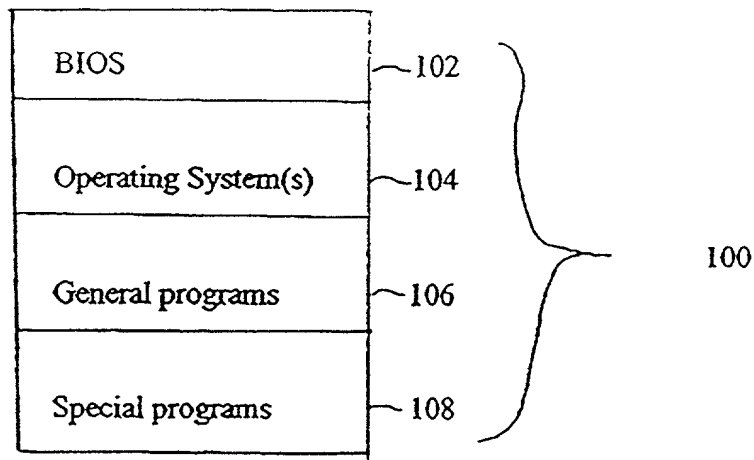 BIOS 102
Operating System(s) 104
100
General programs 106
Special programs 108